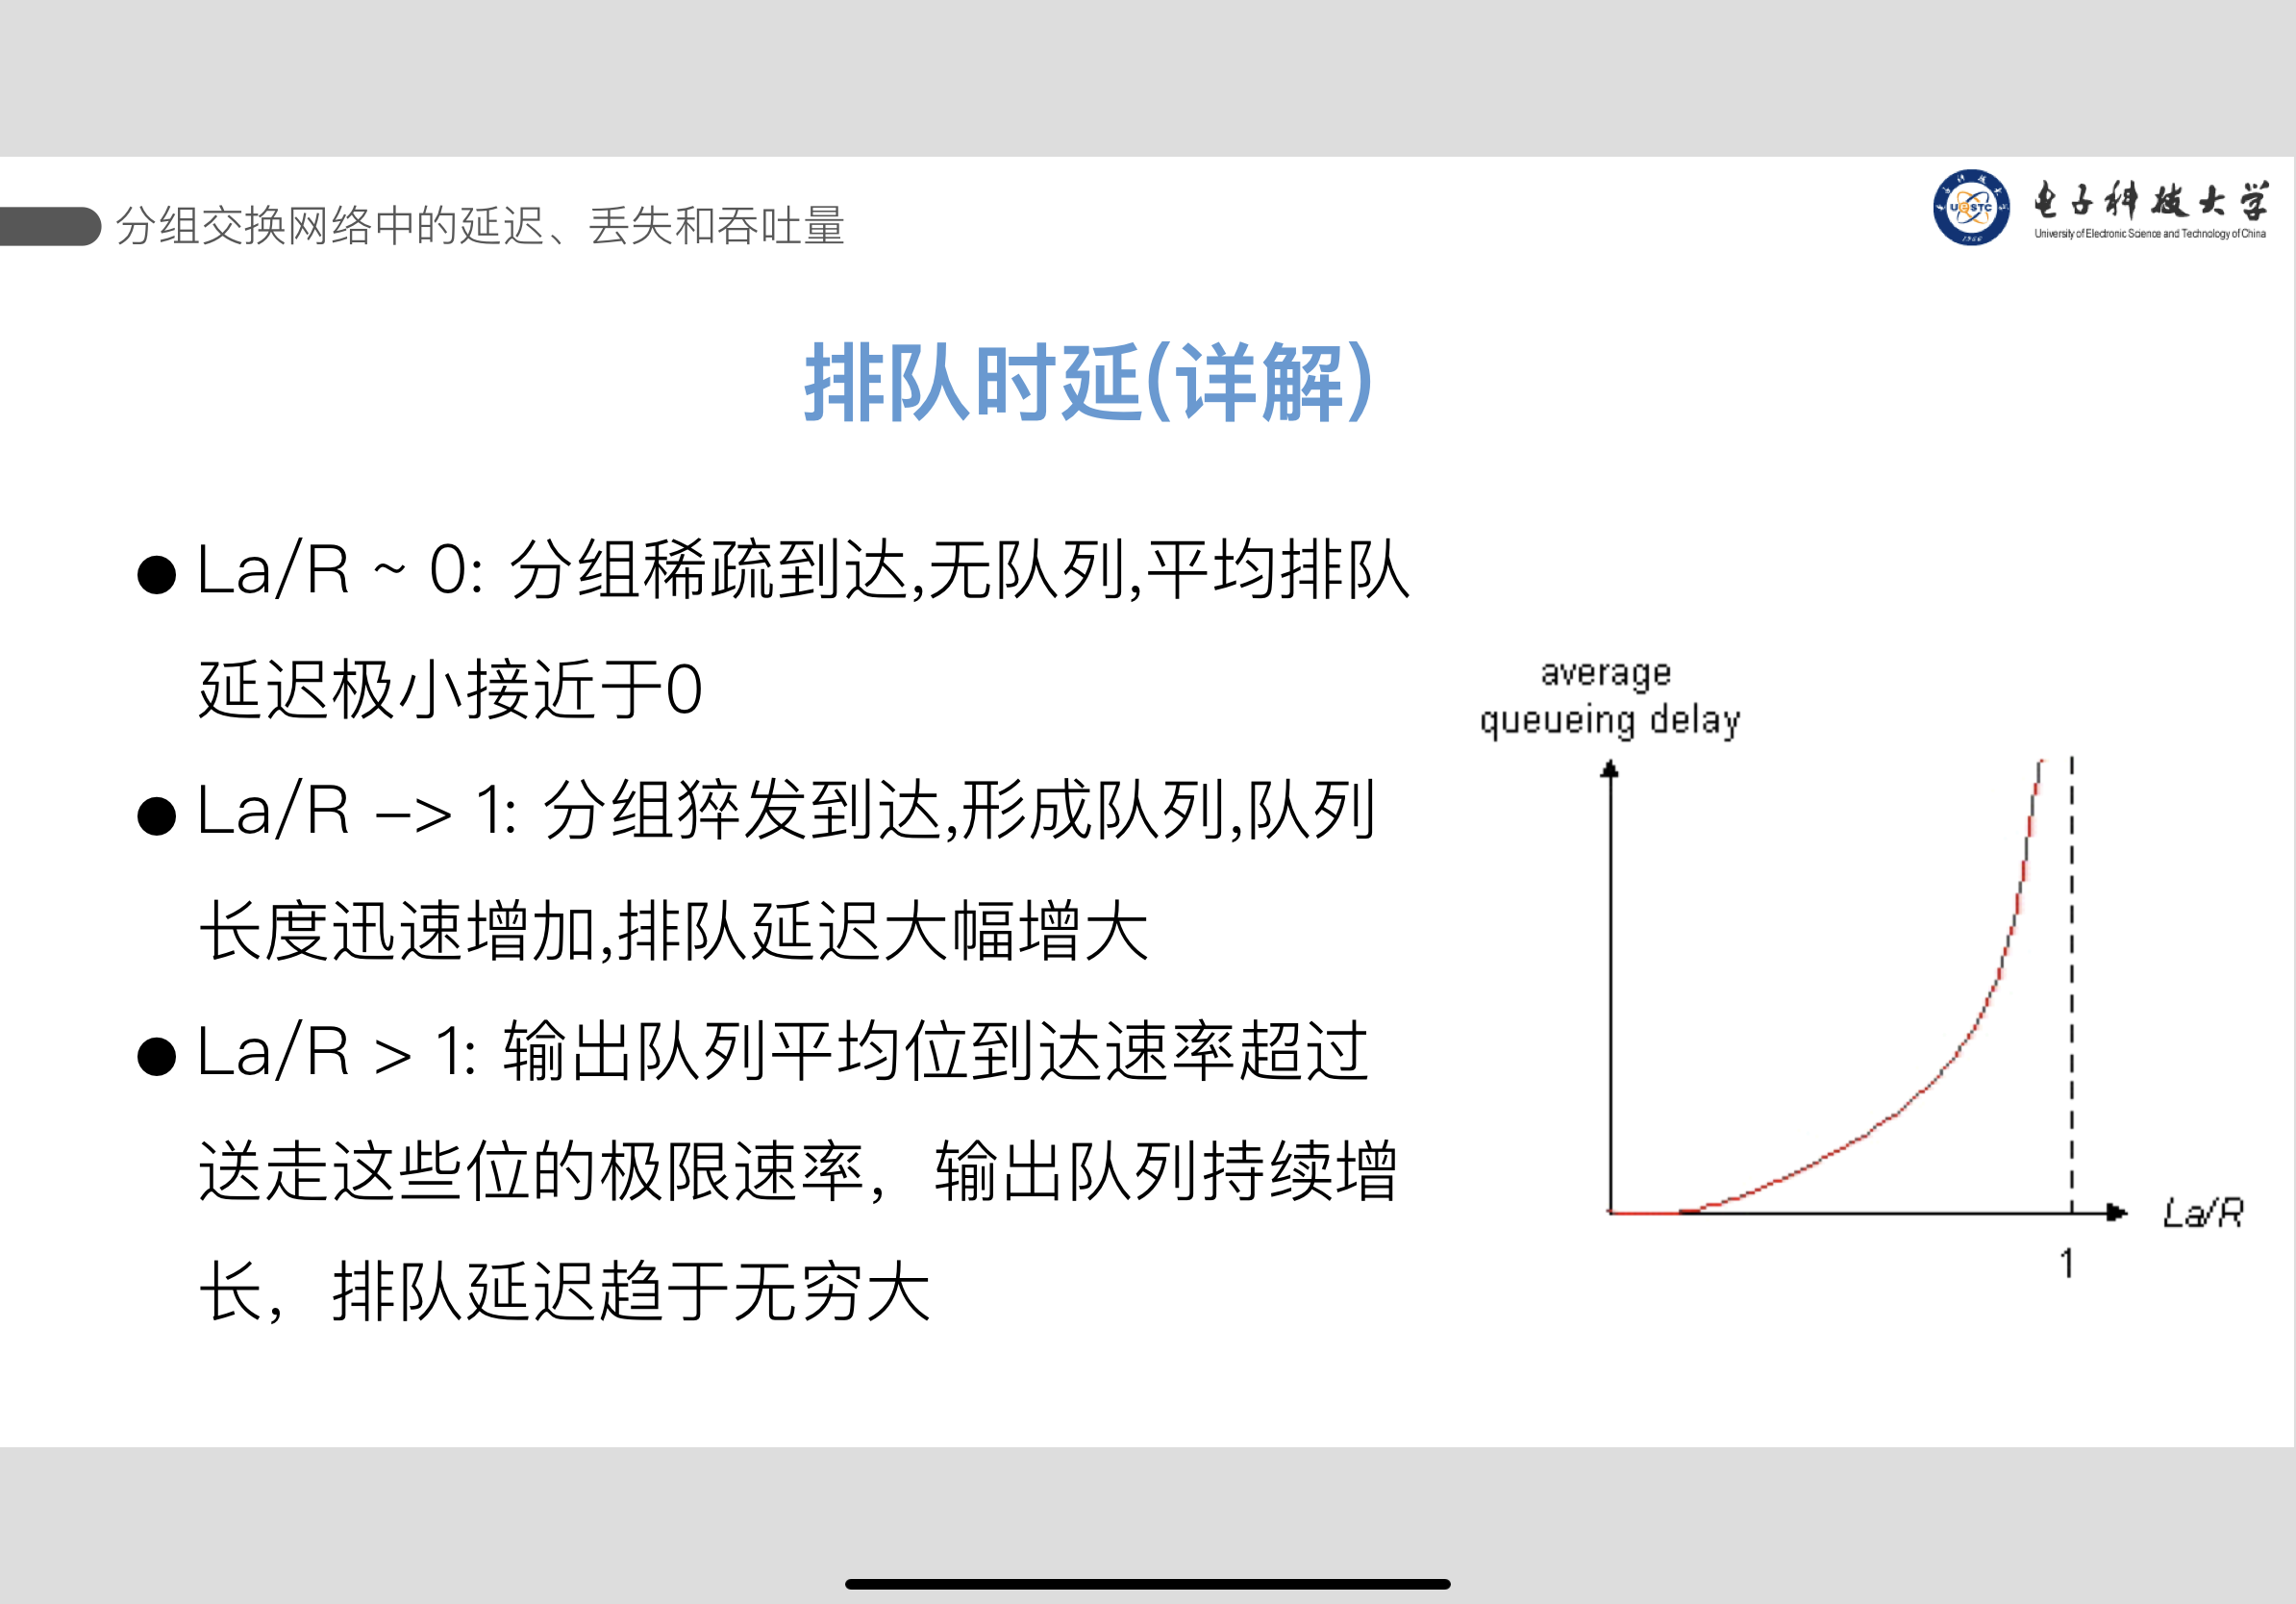 分组交换网络中的延迟、丢失和吞吐量
UESTC
1956
电子科技大学
University of Electronic Science and Technology of China
排队时延(详解)
● La/R ~ 0: 分组稀疏到达,无队列,平均排队
延迟极小接近于0
● La/R –> 1: 分组猝发到达,形成队列,队列
长度迅速增加,排队延迟大幅增大
● La/R > 1: 输出队列平均位到达速率超过
送走这些位的极限速率，输出队列持续增
长，排队延迟趋于无穷大
average
queueing delay
La/R
1